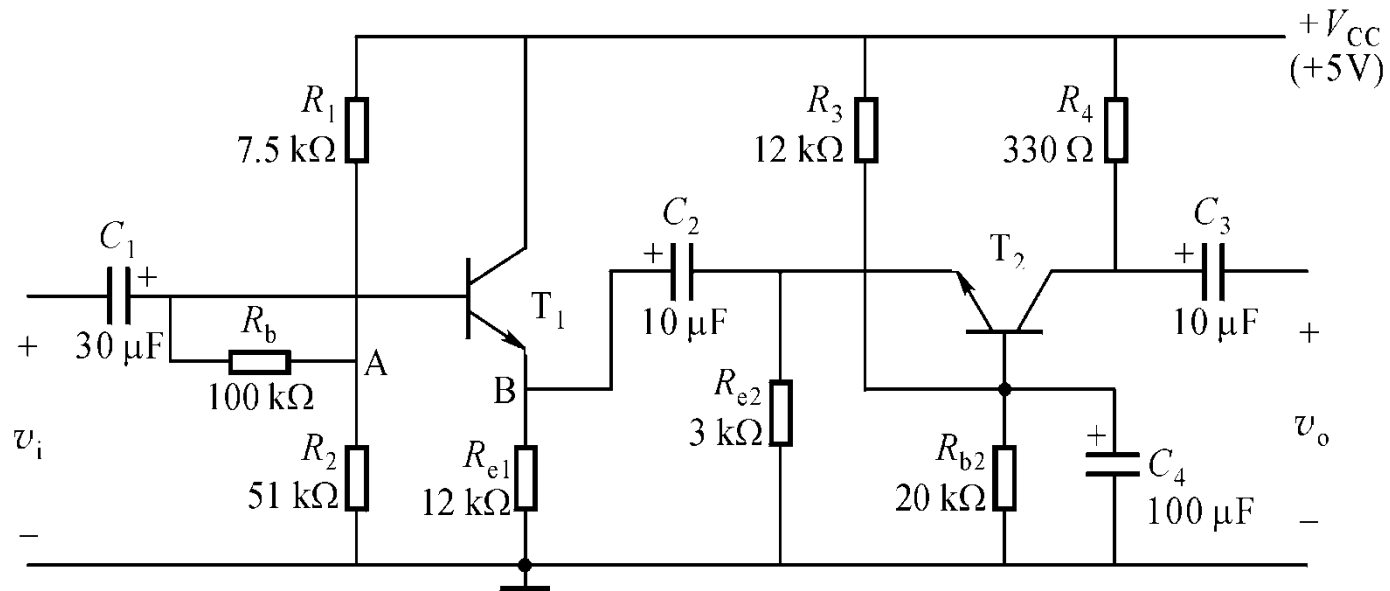 +V_CC
(+5V)
R_1
7.5 kΩ
R_3
12 kΩ
R_4
330 Ω
C_1
+
30 μF
R_b
100 kΩ
A
T_1
B
C_2
+
10 μF
T_2
C_3
+
10 μF
+
v_i
−
R_2
51 kΩ
R_e1
12 kΩ
R_e2
3 kΩ
R_b2
20 kΩ
+
C_4
100 μF
+
v_o
−